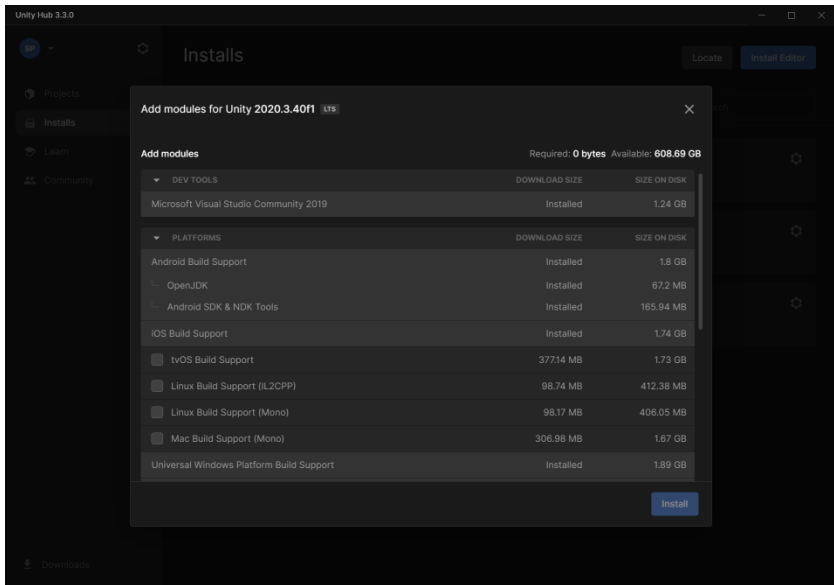 Unity Hub 3.3.0
SP
Installs
Locate
Install Editor
Projects
Installs
Learn
Community
Add modules for Unity 2020.3.40f1 LTS
Add modules
Required: 0 bytes Available: 608.69 GB
DEV TOOLS DOWNLOAD SIZE SIZE ON DISK
Microsoft Visual Studio Community 2019 Installed 1.24 GB
PLATFORMS DOWNLOAD SIZE SIZE ON DISK
Android Build Support Installed 1.8 GB
OpenJDK Installed 67.2 MB
Android SDK & NDK Tools Installed 165.94 MB
iOS Build Support Installed 1.74 GB
tvOS Build Support 377.14 MB 1.73 GB
Linux Build Support (IL2CPP) 98.74 MB 412.38 MB
Linux Build Support (Mono) 98.17 MB 406.05 MB
Mac Build Support (Mono) 306.98 MB 1.67 GB
Universal Windows Platform Build Support Installed 1.89 GB
Install
Downloads